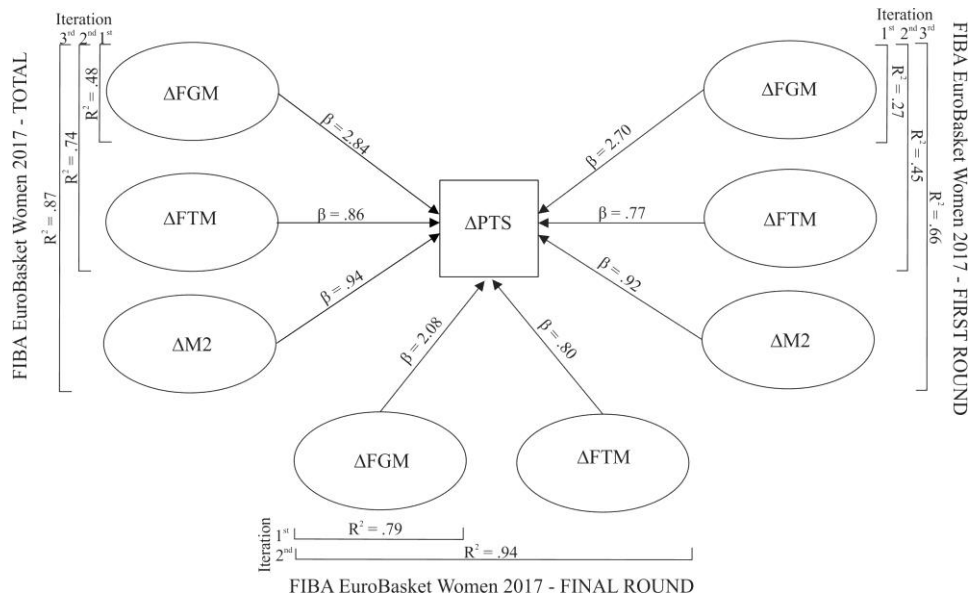 Iteration
3rd 2nd 1st
FIBA EuroBasket Women 2017 - TOTAL
R² = .87
R² = .74
R² = .48
ΔFGM
β = 2.84
ΔFTM
β = .86
ΔM2
β = .94
ΔPTS
Iteration
1st 2nd 3rd
ΔFGM
β = 2.70
ΔFTM
β = .77
ΔM2
β = .92
R² = .27
R² = .45
R² = .66
FIBA EuroBasket Women 2017 - FIRST ROUND
β = 2.08
β = .80
ΔFGM
ΔFTM
Iteration
1st
R² = .79
2nd
R² = .94
FIBA EuroBasket Women 2017 - FINAL ROUND